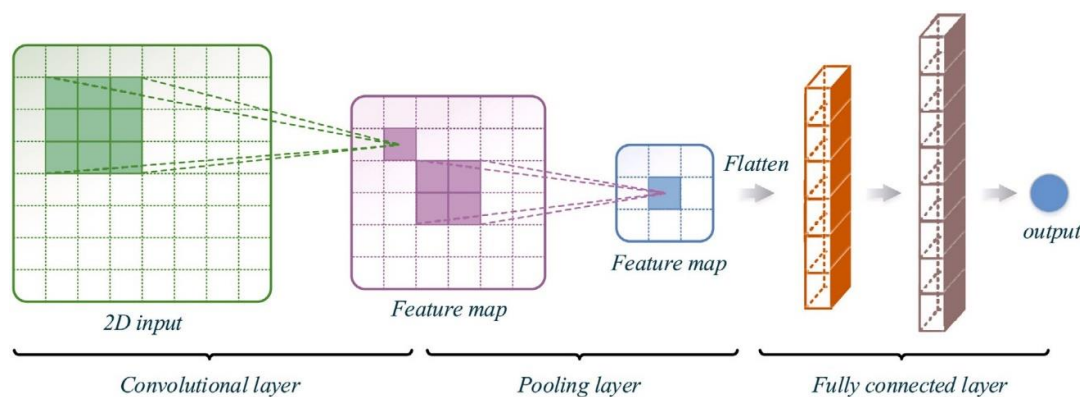 Flatten
output
Feature map
2D input
Feature map
Convolutional layer
Pooling layer
Fully connected layer